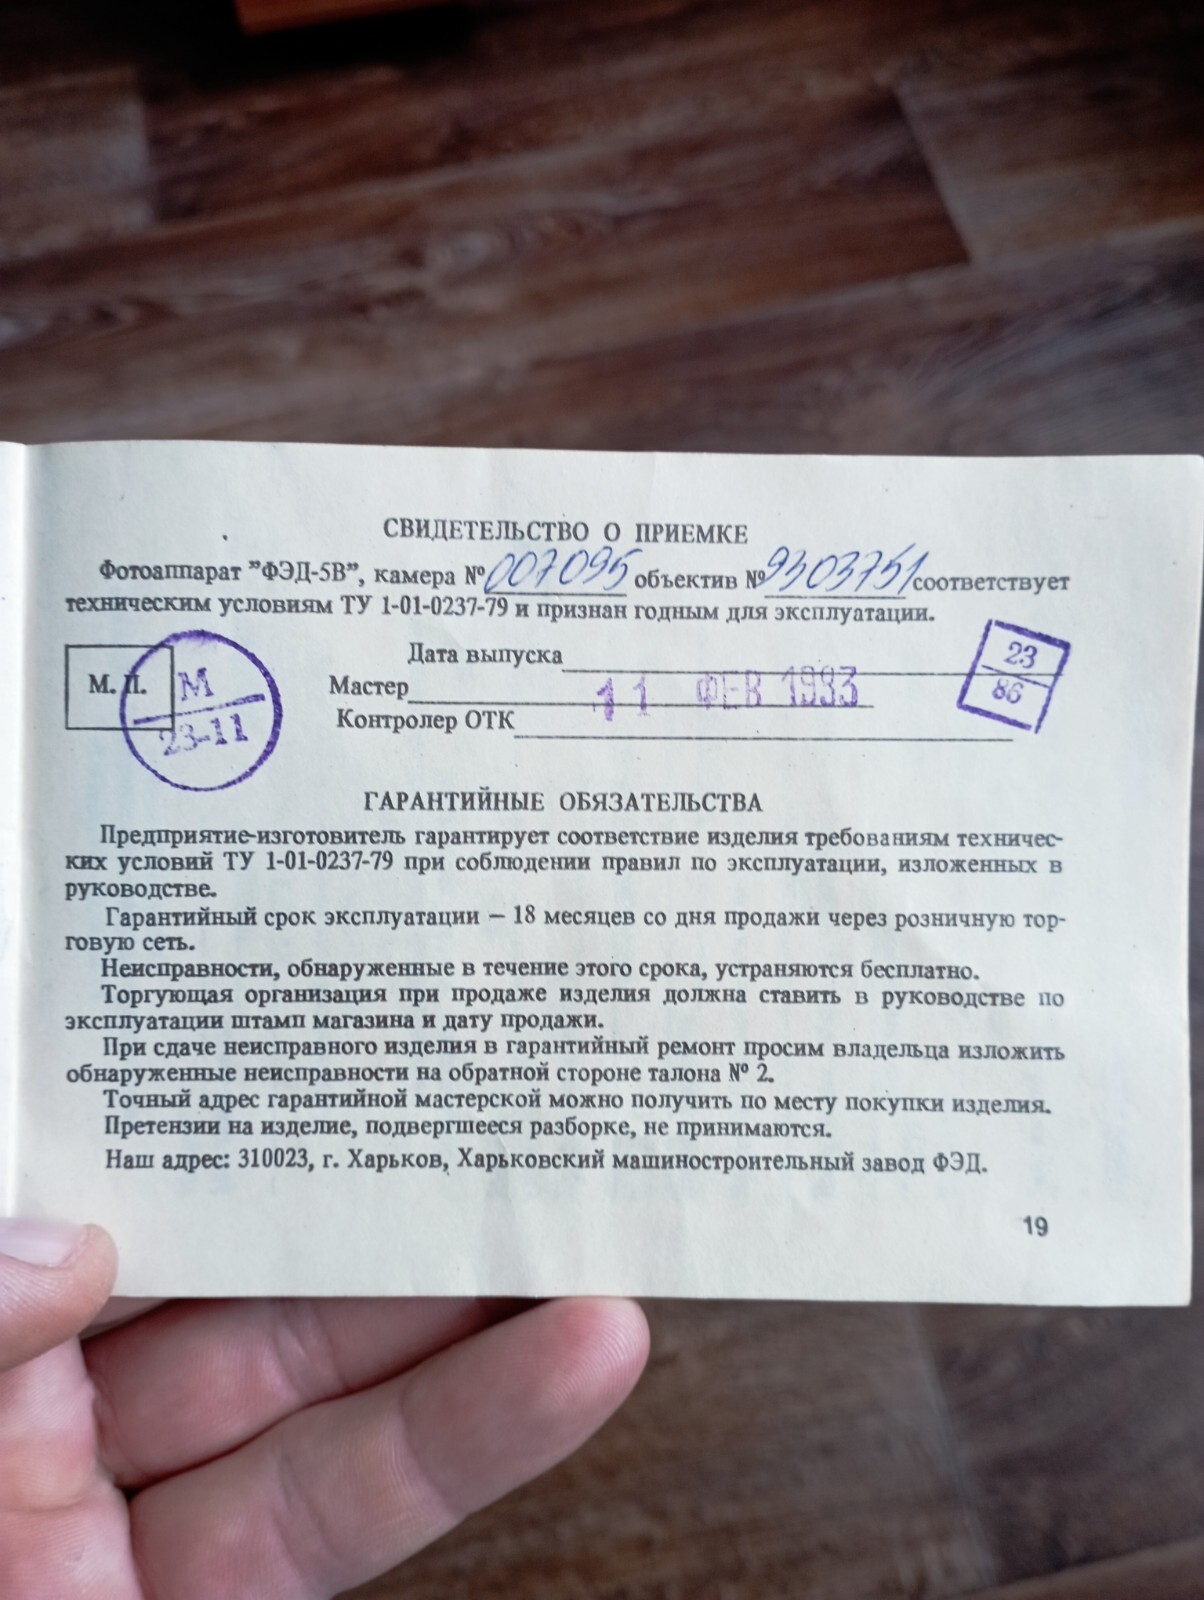 СВИДЕТЕЛЬСТВО О ПРИЕМКЕ
Фотоаппарат "ФЭД-5В", камера № 007095 объектив № 9303751 соответствует
техническим условиям ТУ 1-01-0237-79 и признан годным для эксплуатации.
Дата выпуска
23
86
М. П.
М
23-11
Мастер
11 ФЕВ 1993
Контролер ОТК
ГАРАНТИЙНЫЕ ОБЯЗАТЕЛЬСТВА
Предприятие-изготовитель гарантирует соответствие изделия требованиям техничес-
ких условий ТУ 1-01-0237-79 при соблюдении правил по эксплуатации, изложенных в
руководстве.
Гарантийный срок эксплуатации — 18 месяцев со дня продажи через розничную тор-
говую сеть.
Неисправности, обнаруженные в течение этого срока, устраняются бесплатно.
Торгующая организация при продаже изделия должна ставить в руководстве по
эксплуатации штамп магазина и дату продажи.
При сдаче неисправного изделия в гарантийный ремонт просим владельца изложить
обнаруженные неисправности на обратной стороне талона № 2.
Точный адрес гарантийной мастерской можно получить по месту покупки изделия.
Претензии на изделие, подвергшееся разборке, не принимаются.
Наш адрес: 310023, г. Харьков, Харьковский машиностроительный завод ФЭД.
19